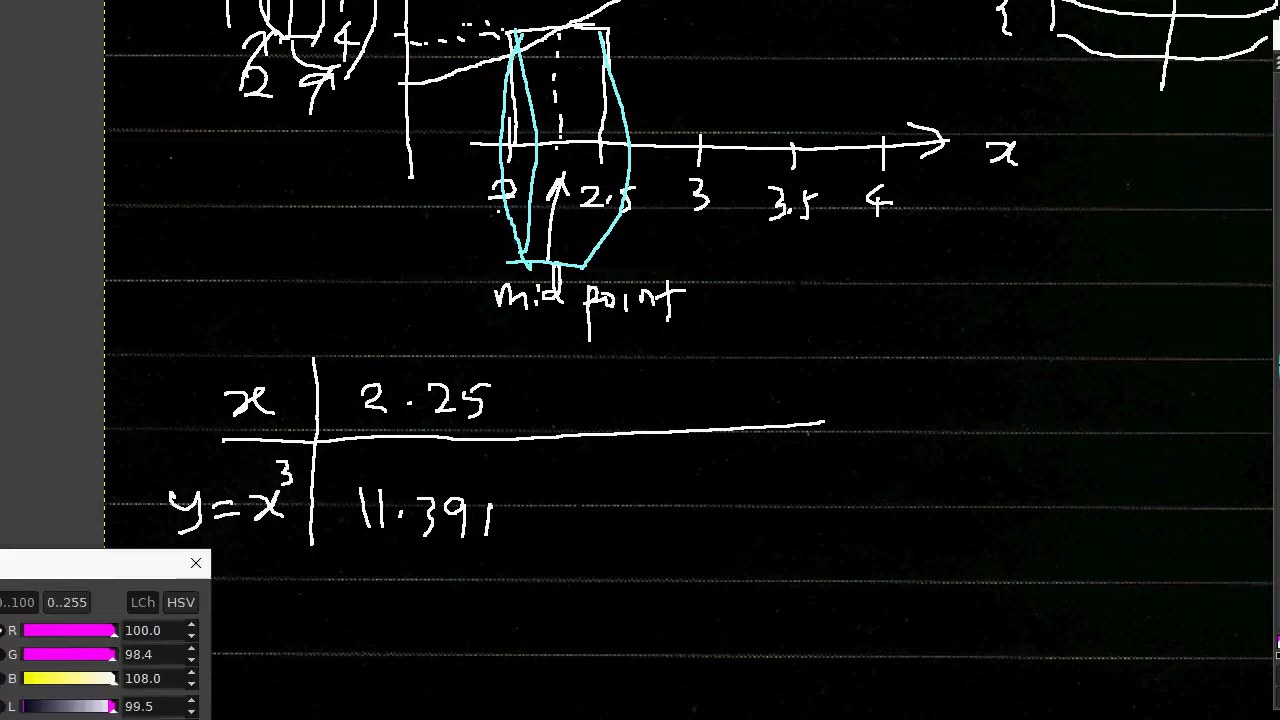 2 4
2
x
2 2.5 3 3.5 4
mid point
x 2.25
y=x³ 11.391
0..100 0..255 LCh HSV
R 100.0
G 98.4
B 108.0
L 99.5